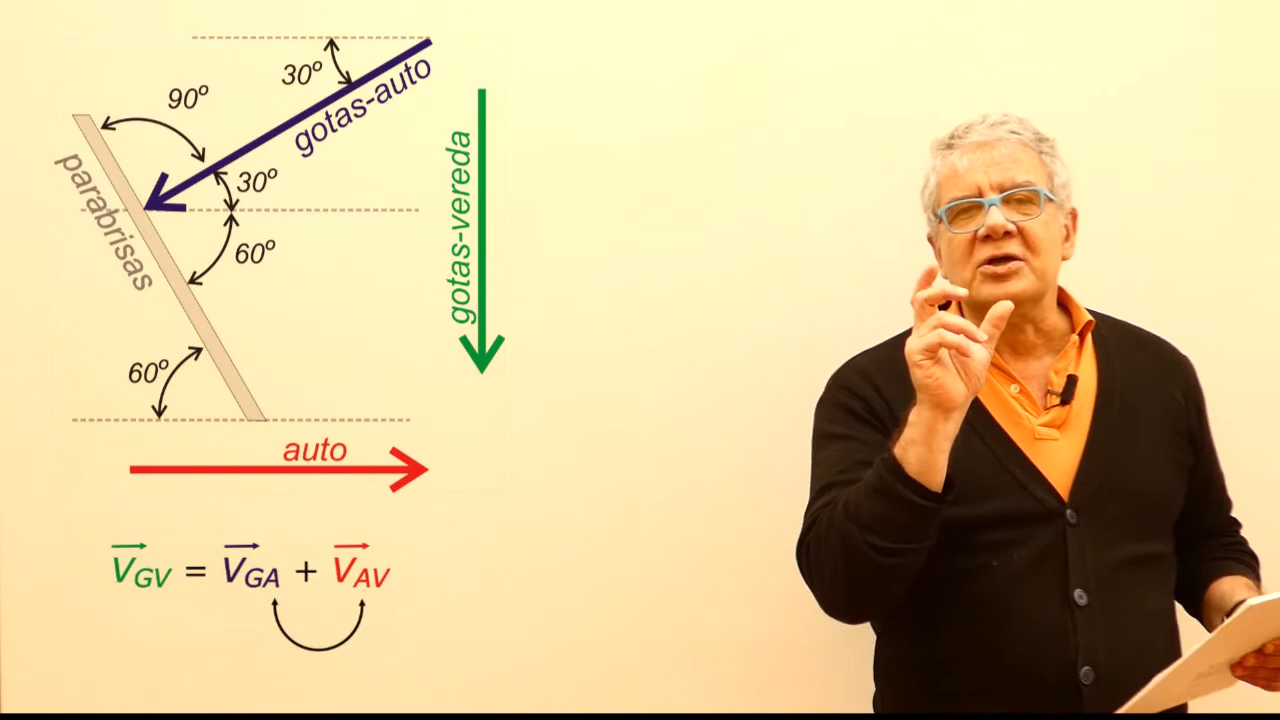 30º
90º
gotas-auto
gotas-vereda
30º
parabrisas
60º
60º
auto
V_GV = V_GA + V_AV